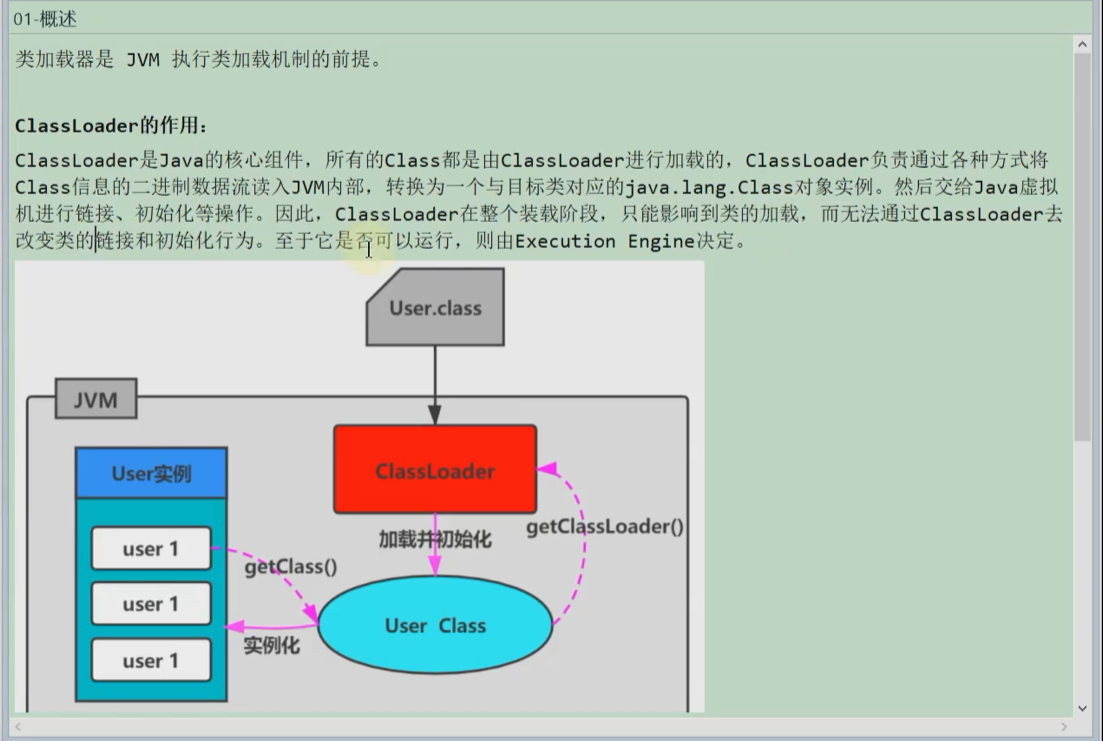 01-概述
类加载器是 JVM 执行类加载机制的前提。
ClassLoader的作用：
ClassLoader是Java的核心组件，所有的Class都是由ClassLoader进行加载的，ClassLoader负责通过各种方式将
Class信息的二进制数据流读入JVM内部，转换为一个与目标类对应的java.lang.Class对象实例。然后交给Java虚拟
机进行链接、初始化等操作。因此，ClassLoader在整个装载阶段，只能影响到类的加载，而无法通过ClassLoader去
改变类的链接和初始化行为。至于它是否可以运行，则由Execution Engine决定。
User.class
JVM
User实例
ClassLoader
getClassLoader()
加载并初始化
user 1
getClass()
user 1
User Class
实例化
user 1